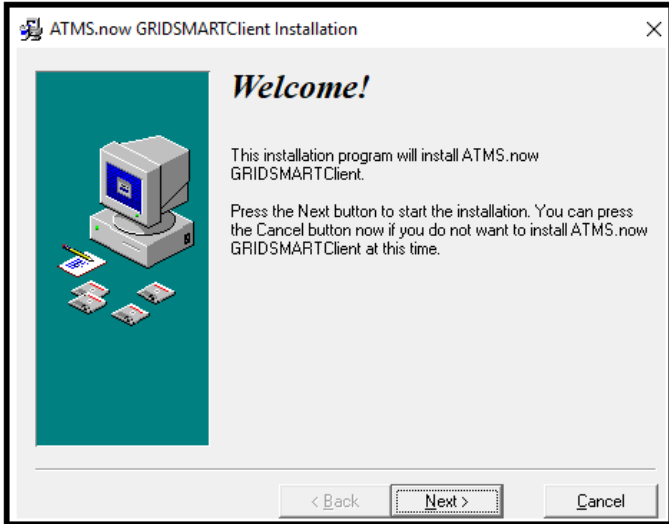 ATMS.now GRIDSMARTClient Installation
Welcome!
This installation program will install ATMS.now
GRIDSMARTClient.
Press the Next button to start the installation. You can press
the Cancel button now if you do not want to install ATMS.now
GRIDSMARTClient at this time.
< Back
Next >
Cancel